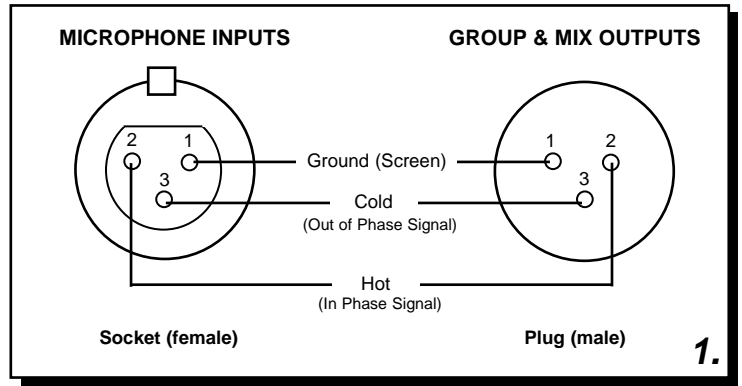 MICROPHONE INPUTS
GROUP & MIX OUTPUTS
2 1
3
Ground (Screen)
Cold
(Out of Phase Signal)
Hot
(In Phase Signal)
1 2
3
Socket (female)
Plug (male)
1.